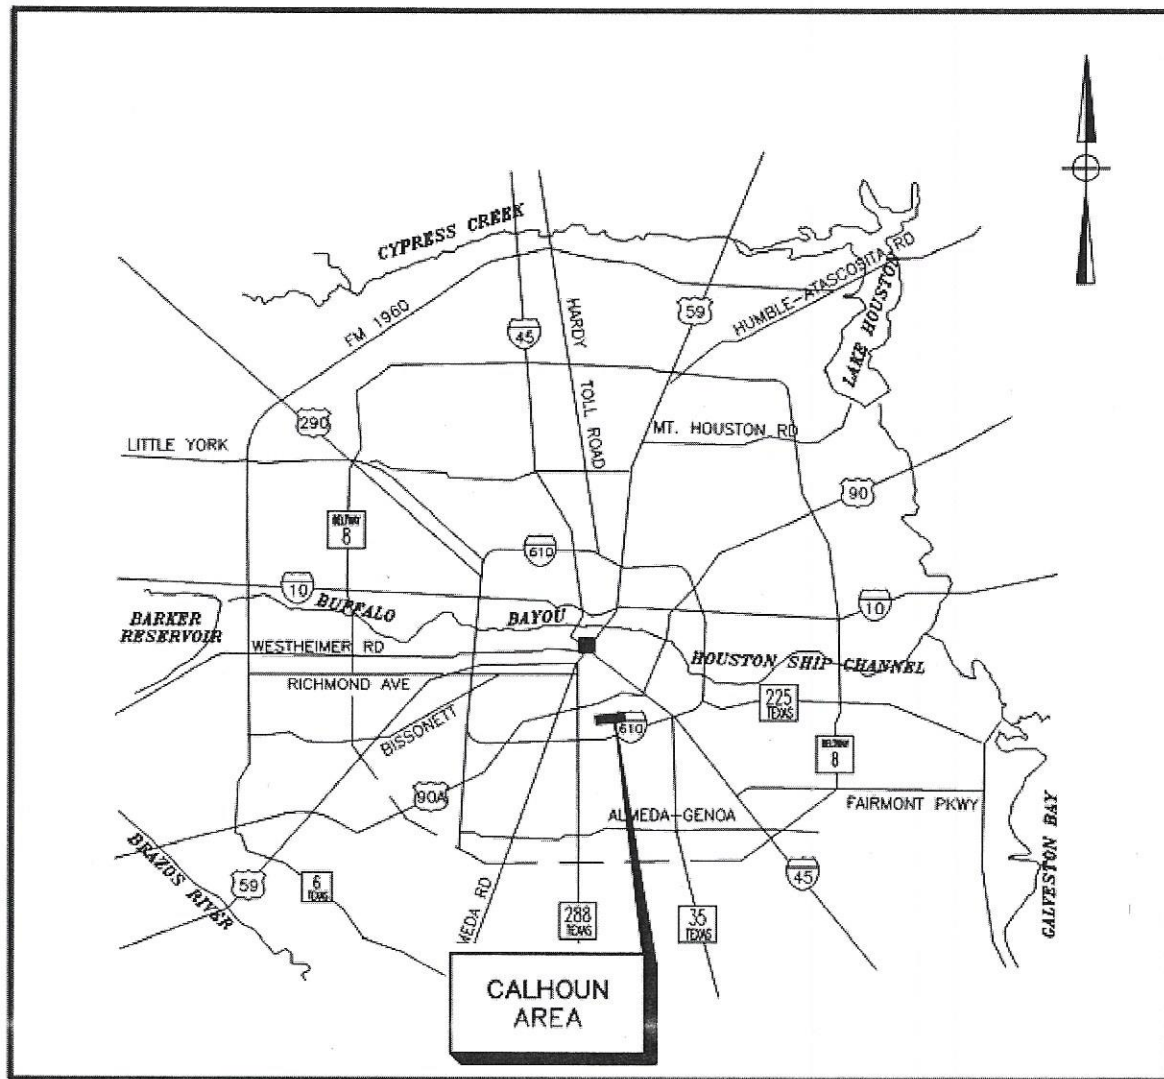 CYPRESS CREEK
FM 1960
45
HARDY
TOLL ROAD
59
HUMBLE-ATASCOSITA RD
LAKE HOUSTON
290
LITTLE YORK
MT. HOUSTON RD
90
BELTWAY
8
610
10
BUFFALO
BAYOU
10
BARKER
RESERVOIR
WESTHEIMER RD
HOUSTON SHIP CHANNEL
RICHMOND AVE
225
TEXAS
BISSONETT
610
BELTWAY
8
90A
FAIRMONT PKWY
ALMEDA-GENOA
GALVESTON BAY
BRAZOS RIVER
59
6
TEXAS
45
MEDA RD
288
TEXAS
35
TEXAS
CALHOUN
AREA